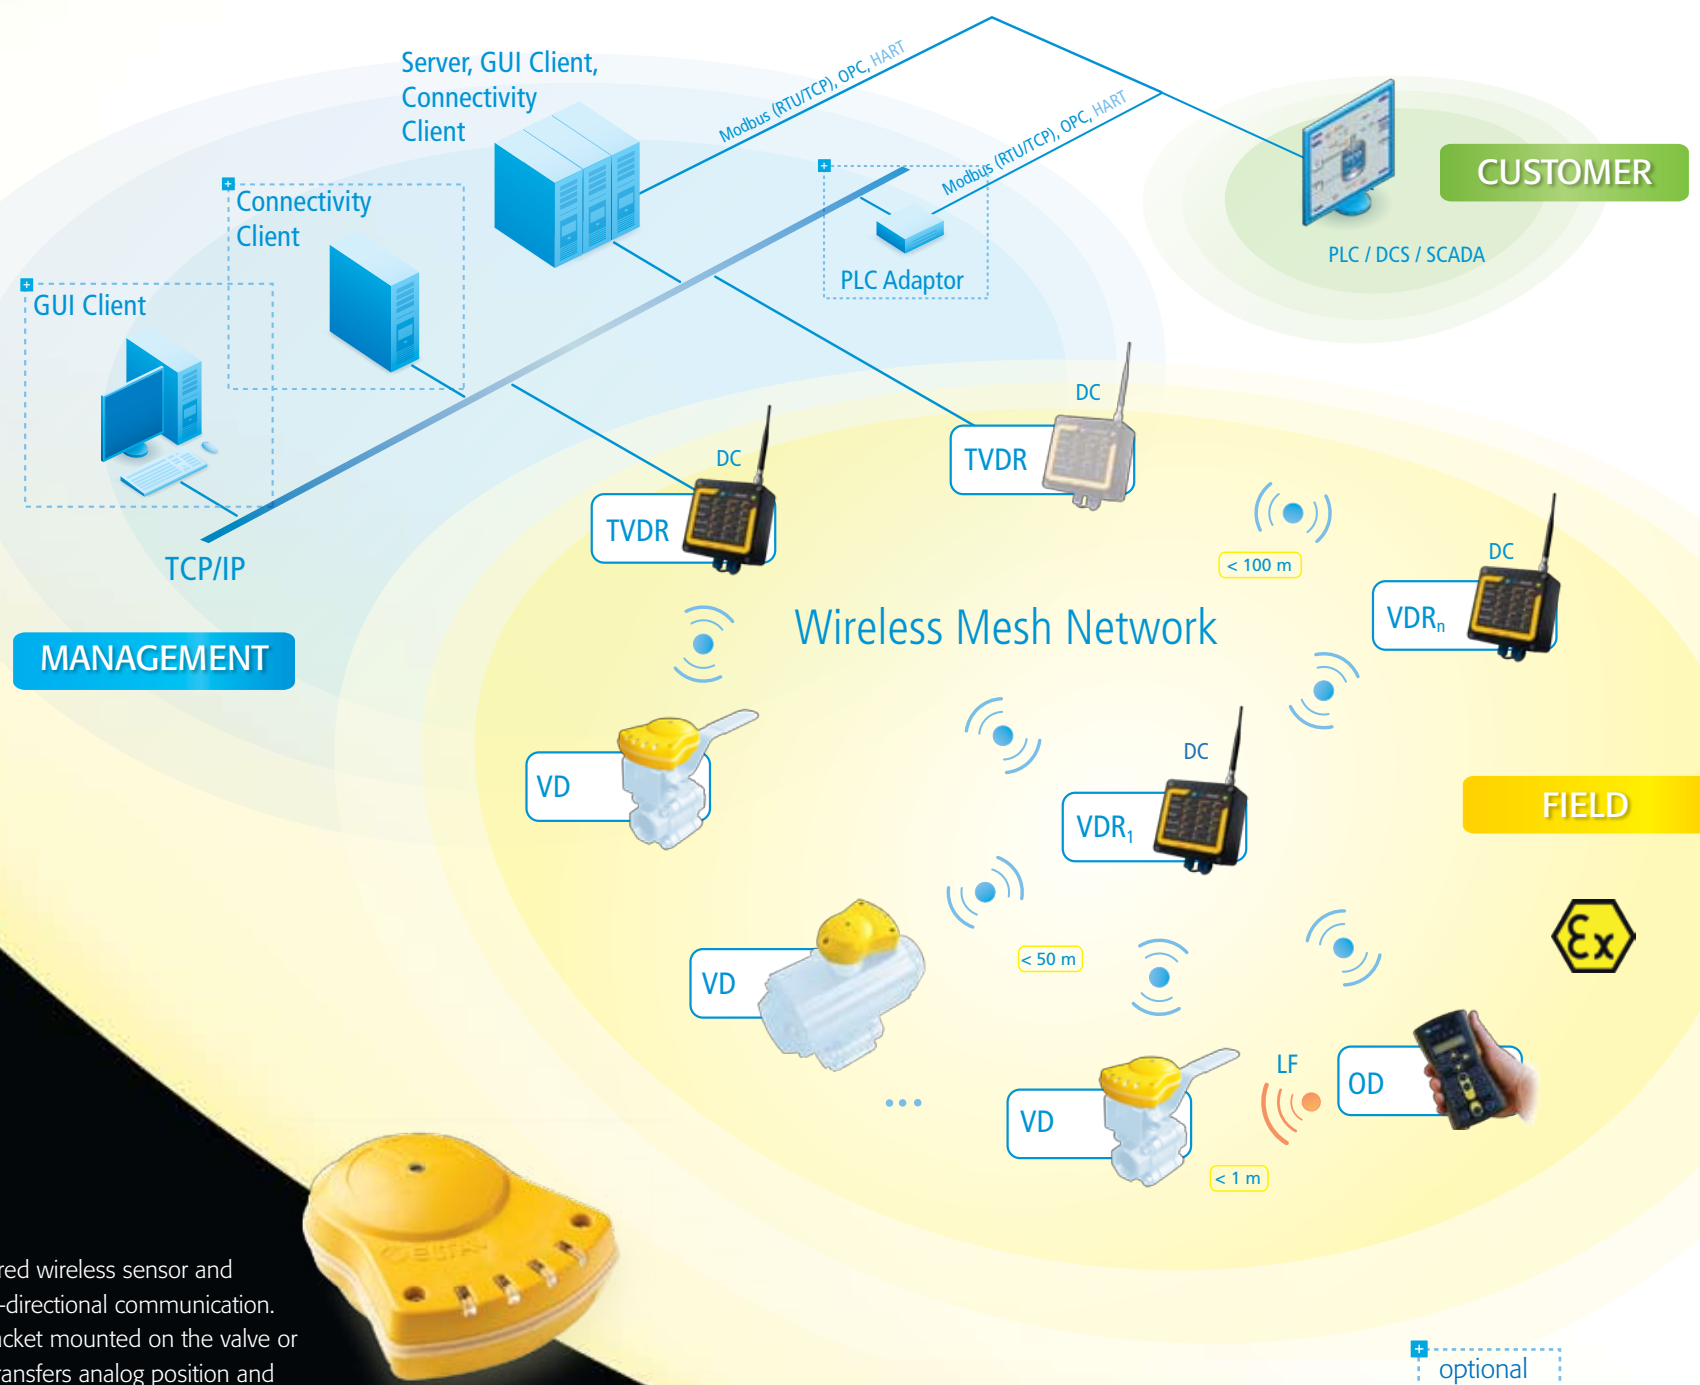 Server, GUI Client,
Connectivity
Client
Modbus (RTU/TCP), OPC, HART
Modbus (RTU/TCP), OPC, HART
CUSTOMER
PLC / DCS / SCADA
Connectivity
Client
PLC Adaptor
GUI Client
TCP/IP
MANAGEMENT
DC
TVDR
DC
TVDR
< 100 m
DC
VDRn
Wireless Mesh Network
VD
DC
VDR1
FIELD
Ex
VD
< 50 m
...
VD
LF
OD
< 1 m
red wireless sensor and
-directional communication.
acket mounted on the valve or
ransfers analog position and
optional